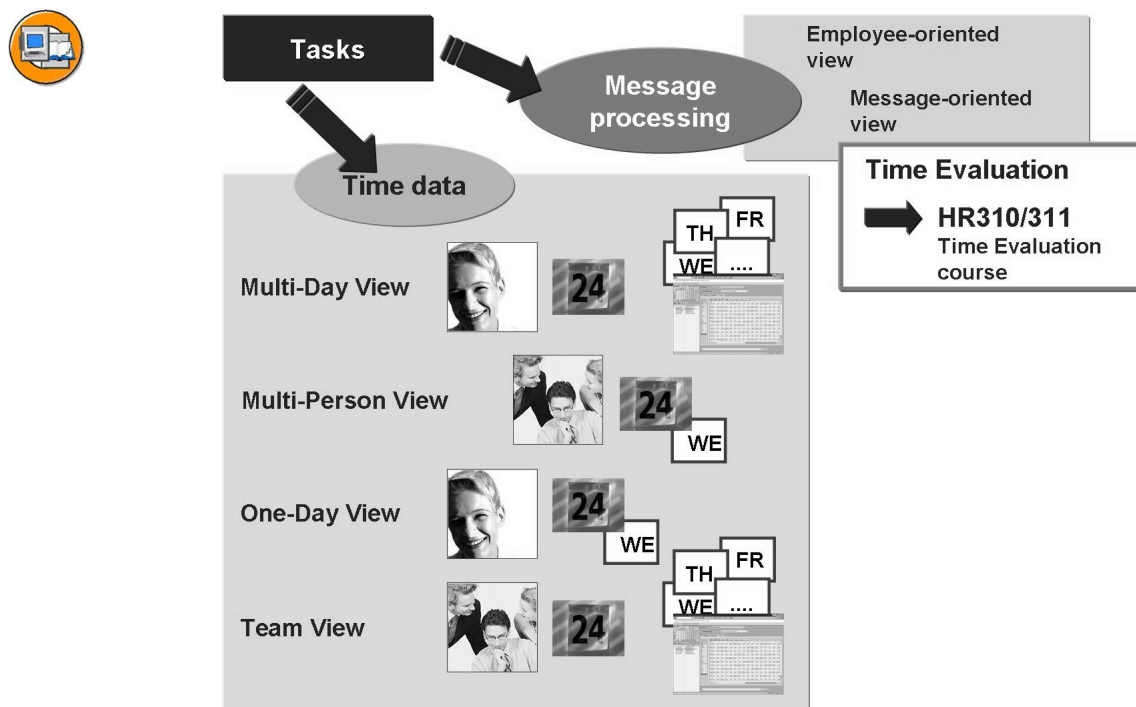 Tasks
Message
processing
Employee-oriented
view
Message-oriented
view
Time Evaluation
HR310/311
Time Evaluation
course
Time data
Multi-Day View
24
TH
FR
WE
....
Multi-Person View
24
WE
One-Day View
24
WE
Team View
24
TH
FR
WE
....